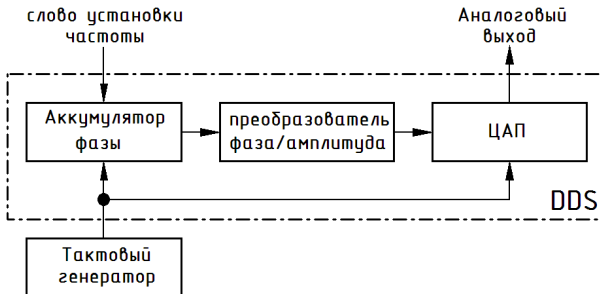 слово установки
частоты
Аналоговый
выход
Аккумулятор
фазы
преобразователь
фаза/амплитуда
ЦАП
DDS
Тактовый
генератор